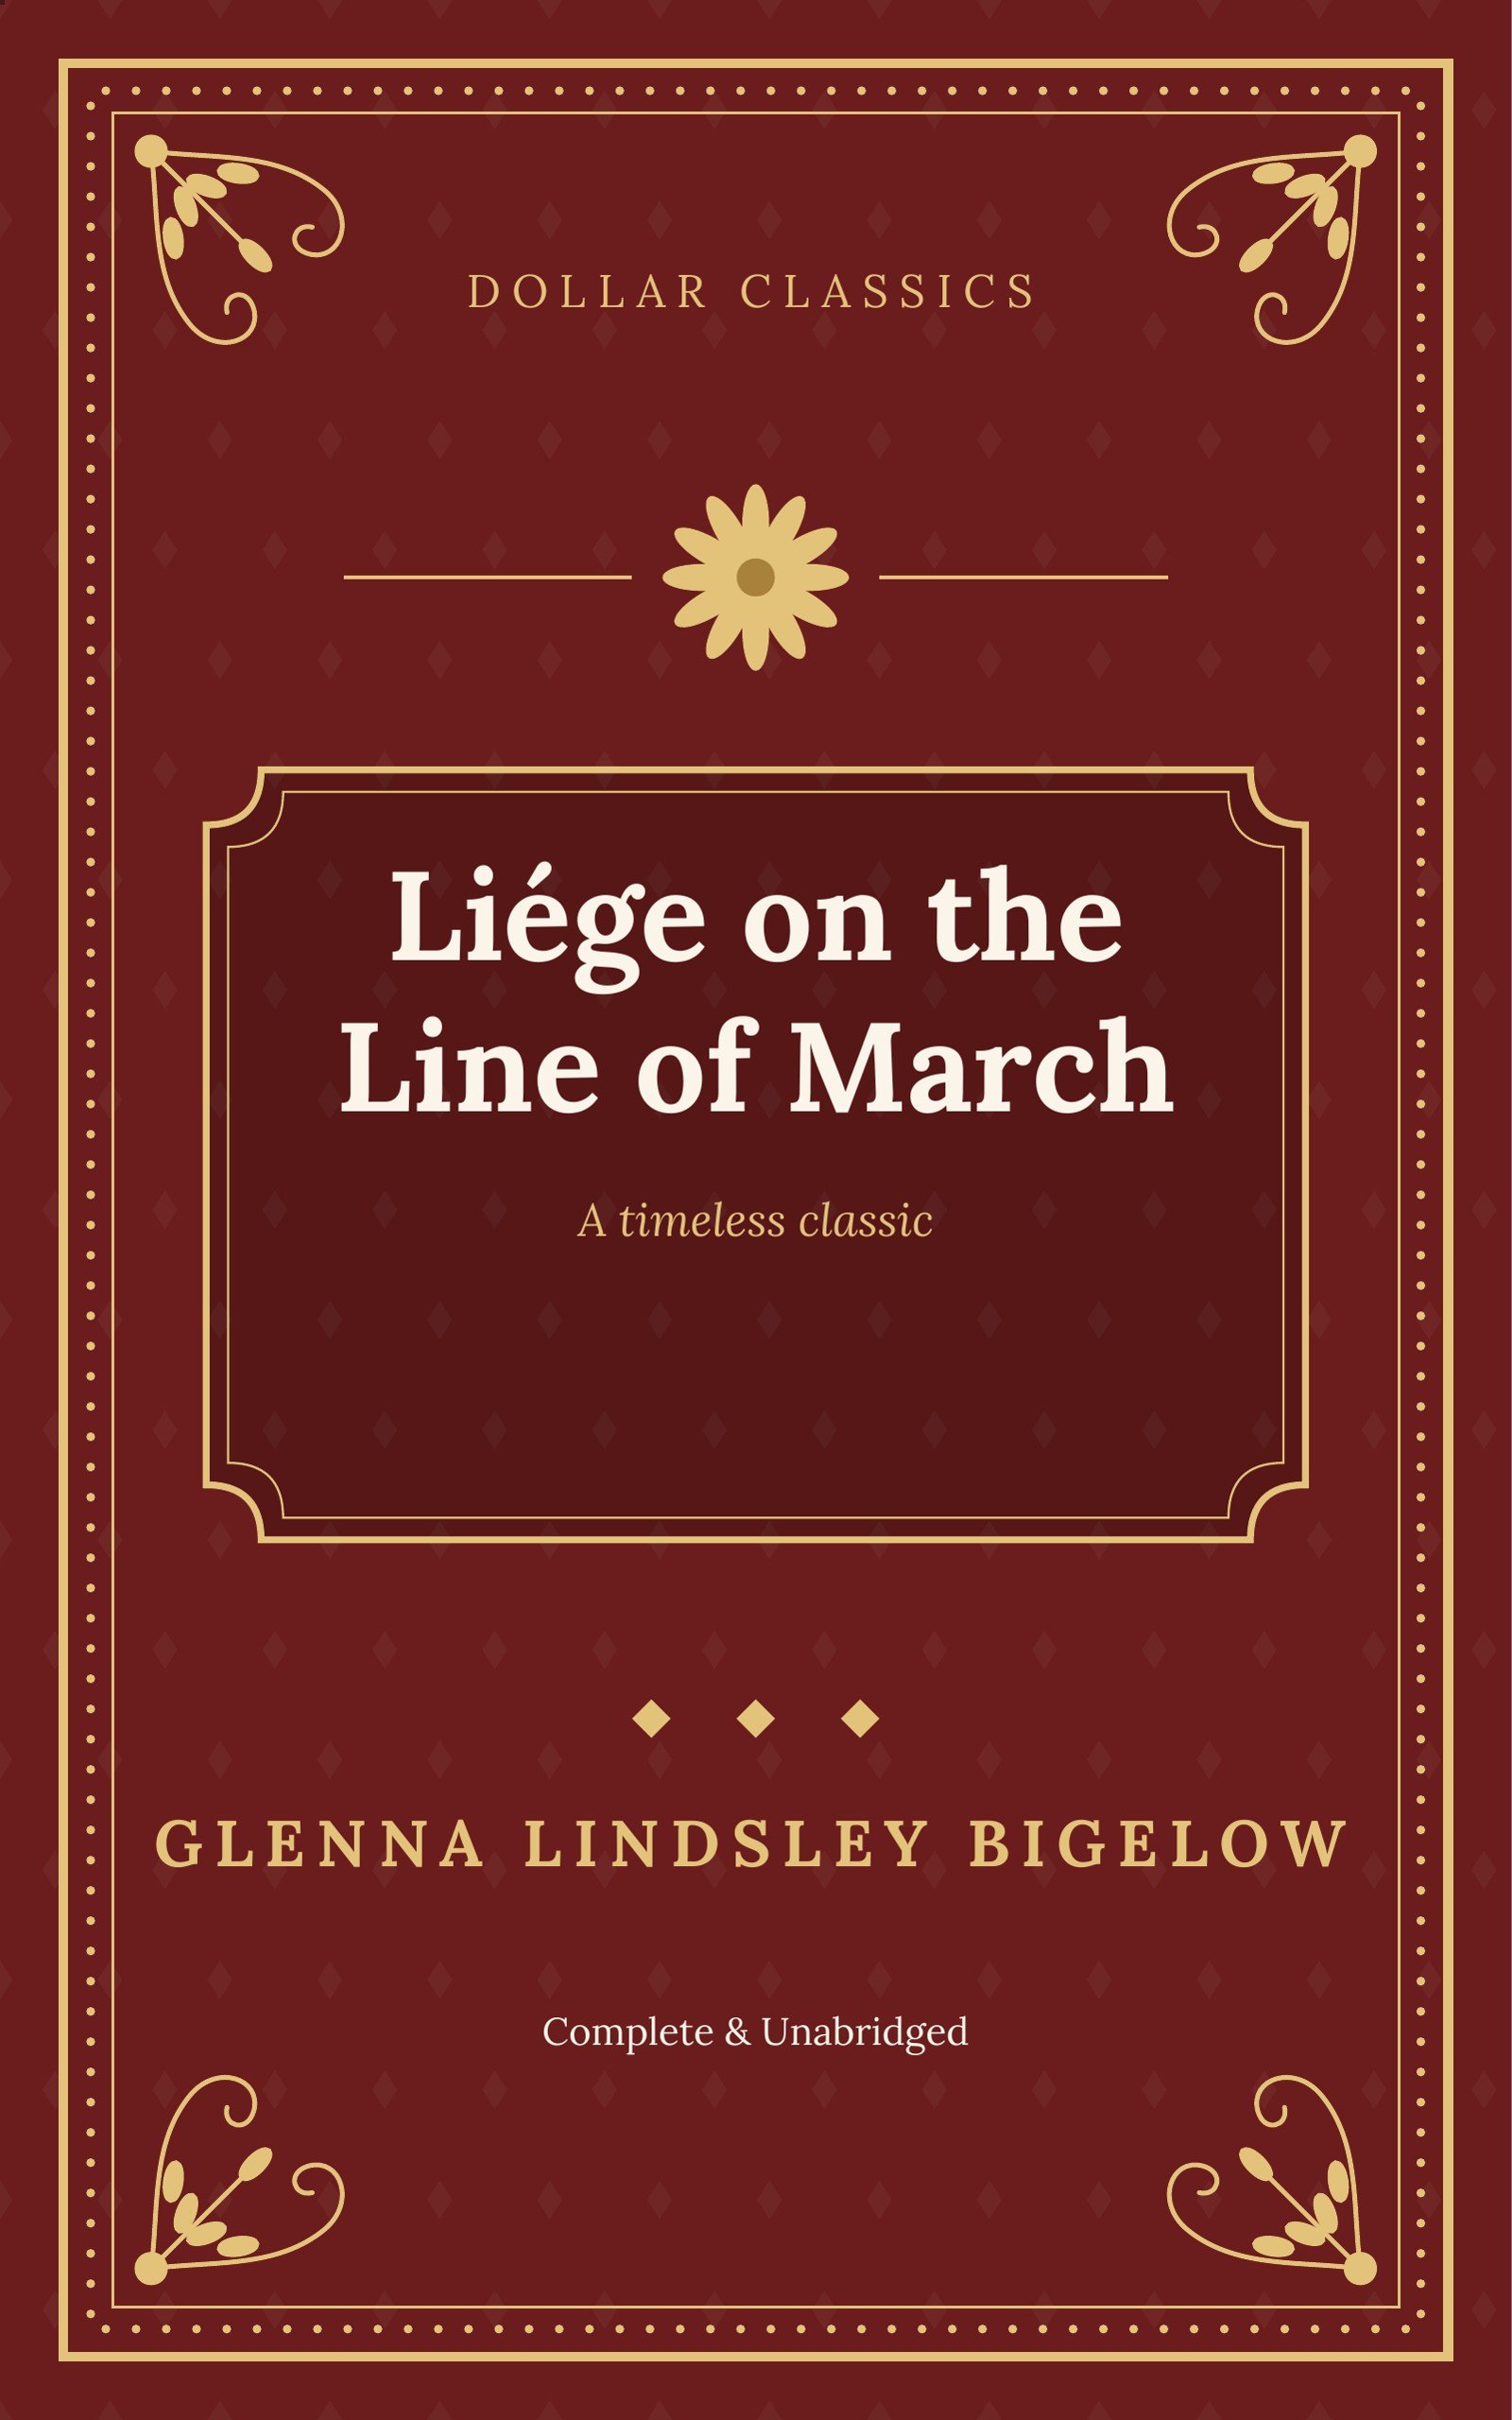 DOLLAR CLASSICS
Liége on the
Line of March
A timeless classic
GLENNA LINDSLEY BIGELOW
Complete & Unabridged